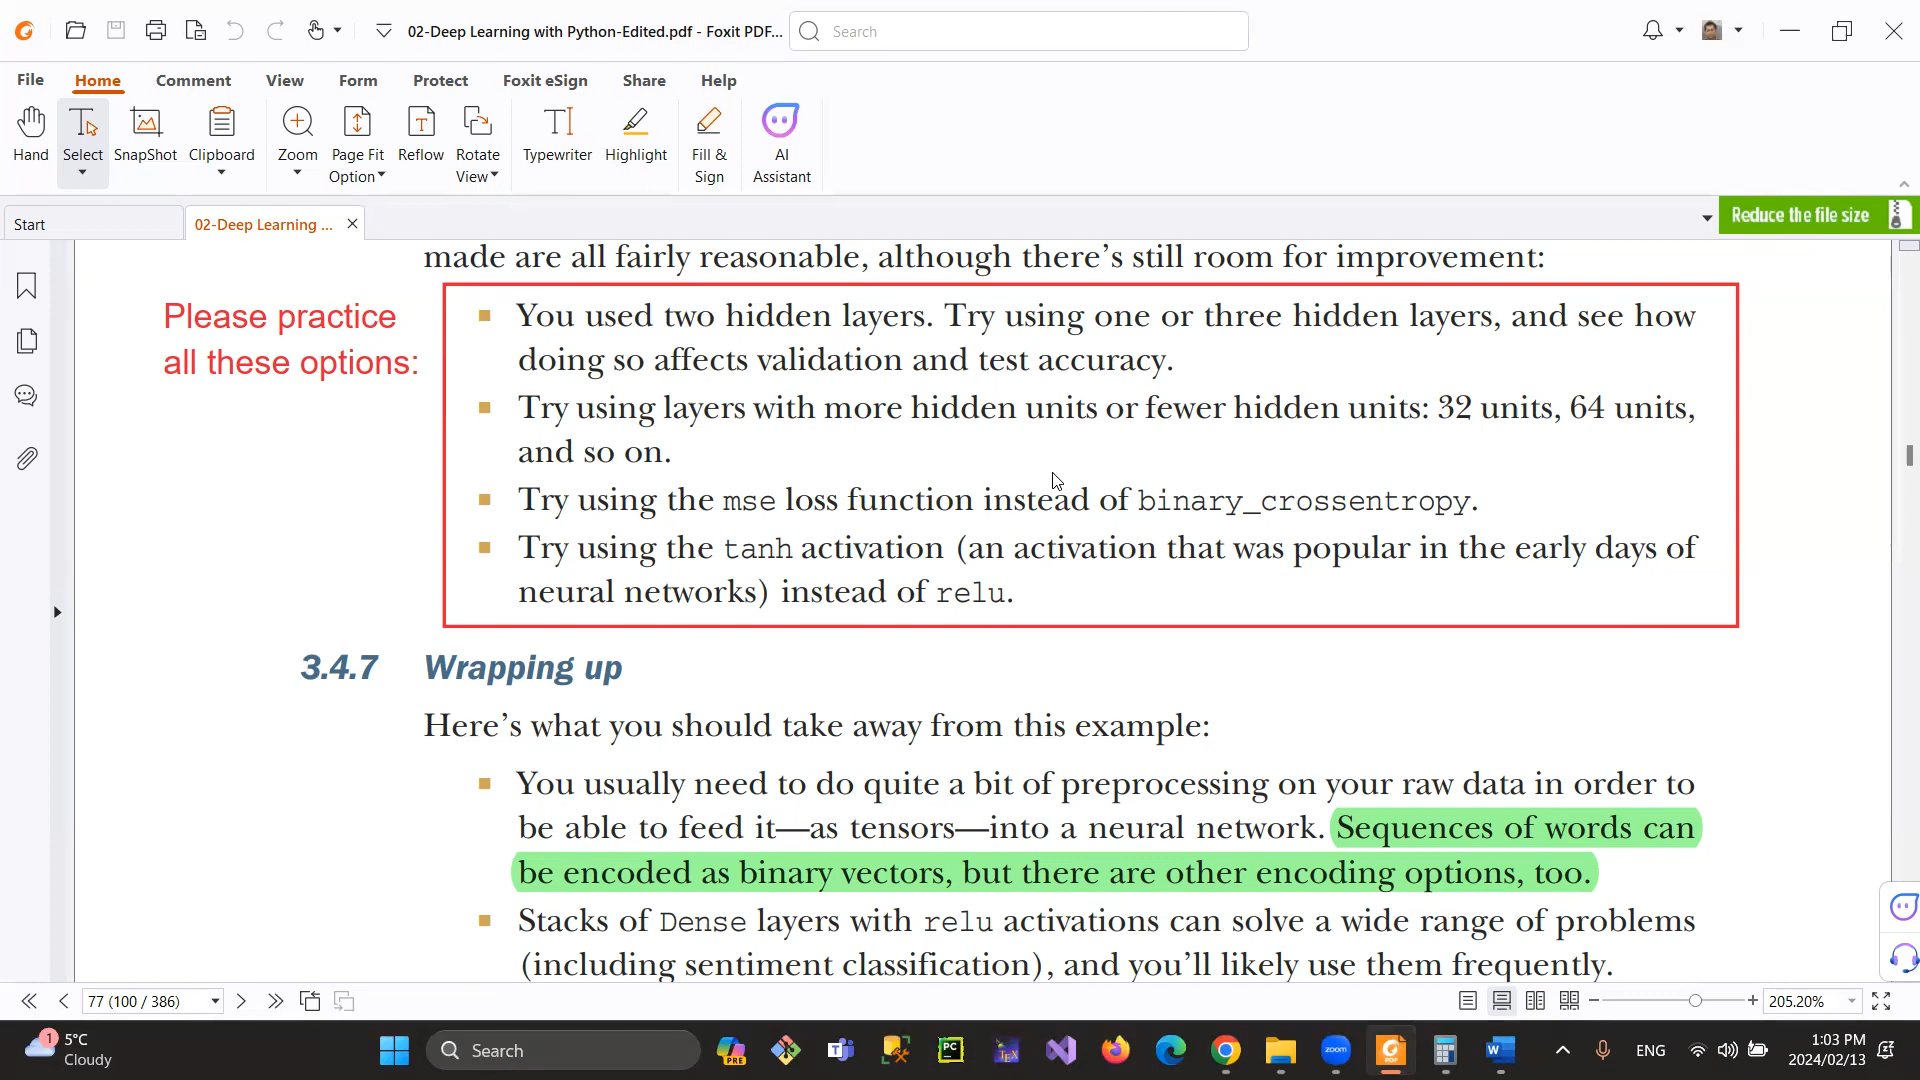 02-Deep Learning with Python-Edited.pdf - Foxit PDF...
Search
File Home Comment View Form Protect Foxit eSign Share Help
Hand Select SnapShot Clipboard Zoom Page Fit Option Reflow Rotate View Typewriter Highlight Fill & Sign AI Assistant
Start 02-Deep Learning ... Reduce the file size
made are all fairly reasonable, although there’s still room for improvement:
Please practice
all these options:
■ You used two hidden layers. Try using one or three hidden layers, and see how
doing so affects validation and test accuracy.
■ Try using layers with more hidden units or fewer hidden units: 32 units, 64 units,
and so on.
■ Try using the mse loss function instead of binary_crossentropy.
■ Try using the tanh activation (an activation that was popular in the early days of
neural networks) instead of relu.
3.4.7 Wrapping up
Here’s what you should take away from this example:
■ You usually need to do quite a bit of preprocessing on your raw data in order to
be able to feed it—as tensors—into a neural network. Sequences of words can
be encoded as binary vectors, but there are other encoding options, too.
■ Stacks of Dense layers with relu activations can solve a wide range of problems
(including sentiment classification), and you’ll likely use them frequently.
77 (100 / 386) 205.20%
1
5°C
Cloudy
Search
PRE
PC
TEX
zoom
PDF
W
ENG
1:03 PM
2024/02/13